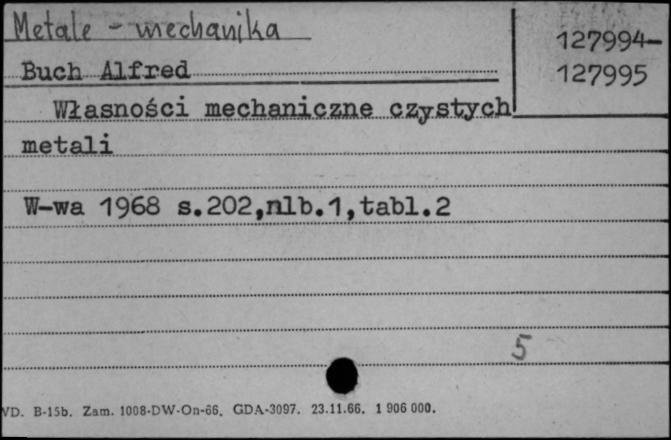 Metale - mechanika
127994-
127995
Buch Alfred
Własności mechaniczne czystych
metali
W-wa 1968 s.202,nlb.1,tabl.2
5
VD. B-15b. Zam. 1008-DW-On-66. GDA-3097. 23.11.66. 1 906 000.